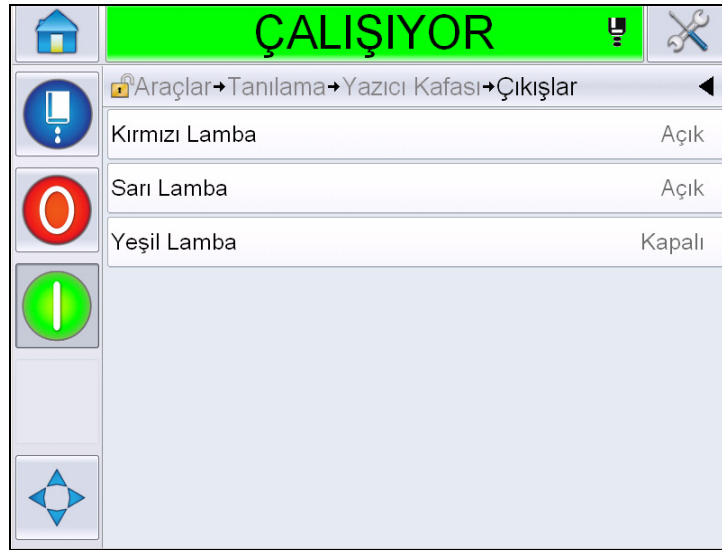 ÇALIŞIYOR
Araçlar→Tanılama→Yazıcı Kafası→Çıkışlar
Kırmızı Lamba Açık
Sarı Lamba Açık
Yeşil Lamba Kapalı